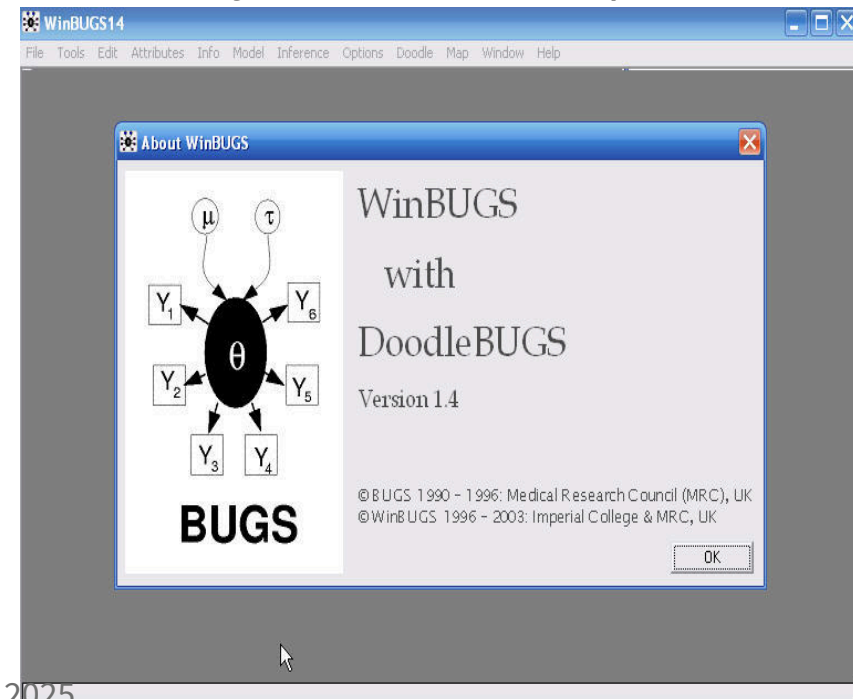 WinBUGS14
File Tools Edit Attributes Info Model Inference Options Doodle Map Window Help
About WinBUGS
μ τ
Y1 Y6
θ
Y2 Y5
Y3 Y4
BUGS
WinBUGS
with
DoodleBUGS
Version 1.4
©BUGS 1990 - 1996: Medical Research Council (MRC), UK
©WinBUGS 1996 - 2003: Imperial College & MRC, UK
OK
2025